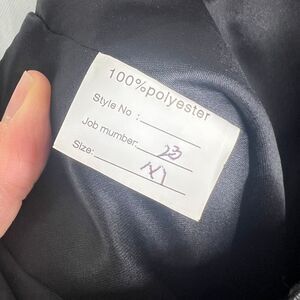 100%polyester
Style No :
Job mumber: 23
Size: